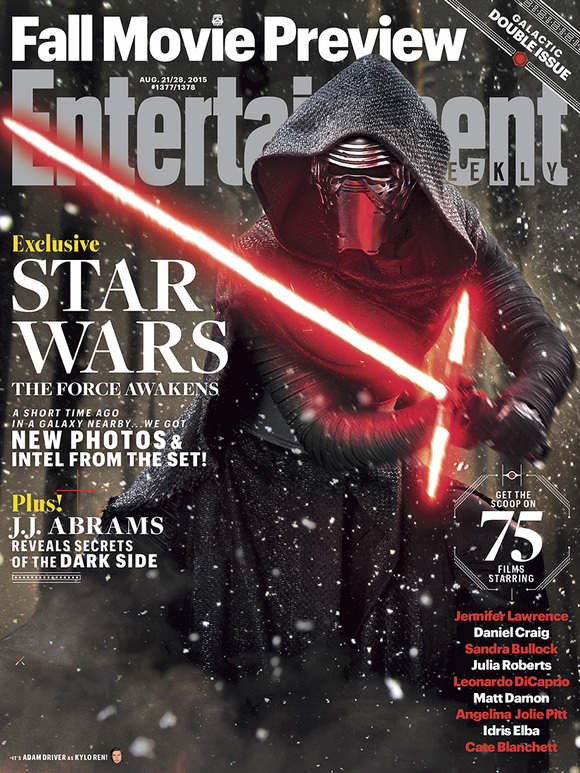 Fall Movie Preview
GALACTIC
DOUBLE ISSUE
AUG. 21/28, 2015
#1377/1378
Entertainment
WEEKLY
Exclusive
STAR
WARS
THE FORCE AWAKENS
A SHORT TIME AGO
IN A GALAXY NEARBY...WE GOT
NEW PHOTOS &
INTEL FROM THE SET!
Plus!
J.J. ABRAMS
REVEALS SECRETS
OF THE DARK SIDE
GET THE
SCOOP ON
75
FILMS
STARRING
Jennifer Lawrence
Daniel Craig
Sandra Bullock
Julia Roberts
Leonardo DiCaprio
Matt Damon
Angelina Jolie Pitt
Idris Elba
Cate Blanchett
IT'S ADAM DRIVER AS KYLO REN!